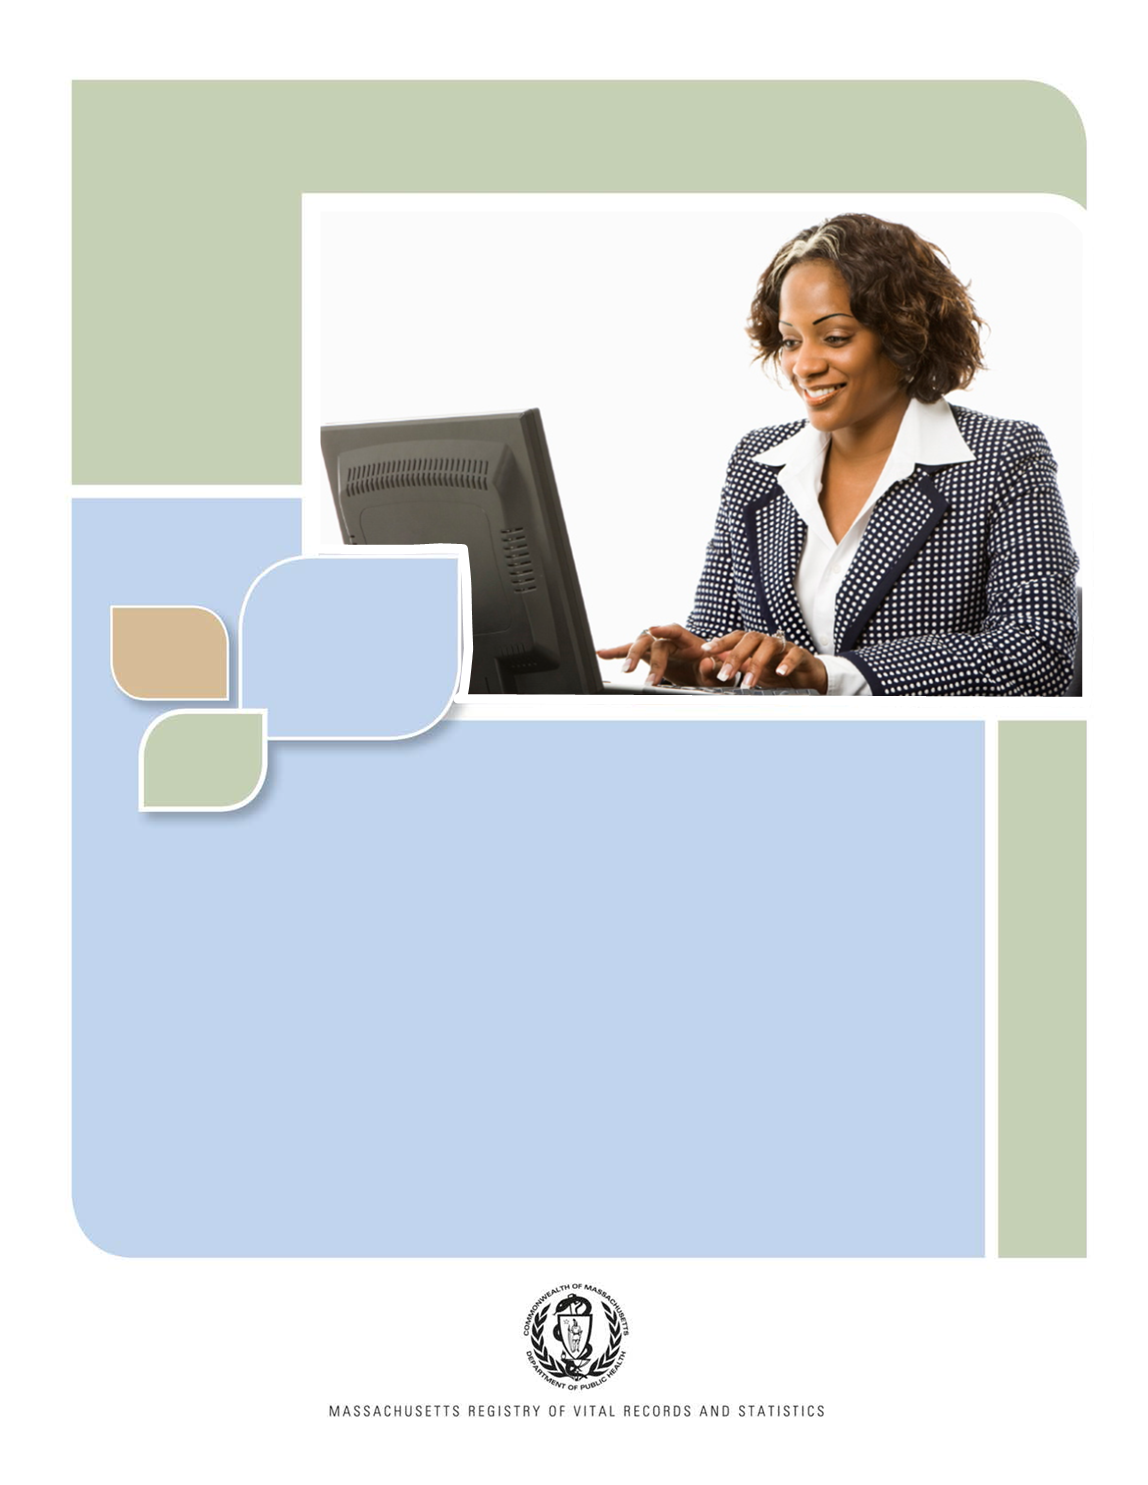 COMMONWEALTH OF MASSACHUSETTS
DEPARTMENT OF PUBLIC HEALTH
MASSACHUSETTS REGISTRY OF VITAL RECORDS AND STATISTICS